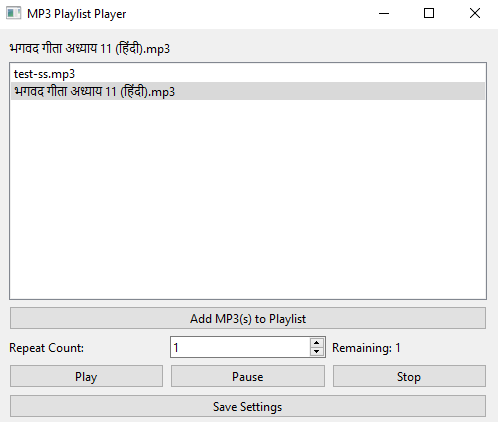 MP3 Playlist Player
भगवद गीता अध्याय 11 (हिंदी).mp3
test-ss.mp3
भगवद गीता अध्याय 11 (हिंदी).mp3
Add MP3(s) to Playlist
Repeat Count: 1 Remaining: 1
Play Pause Stop
Save Settings